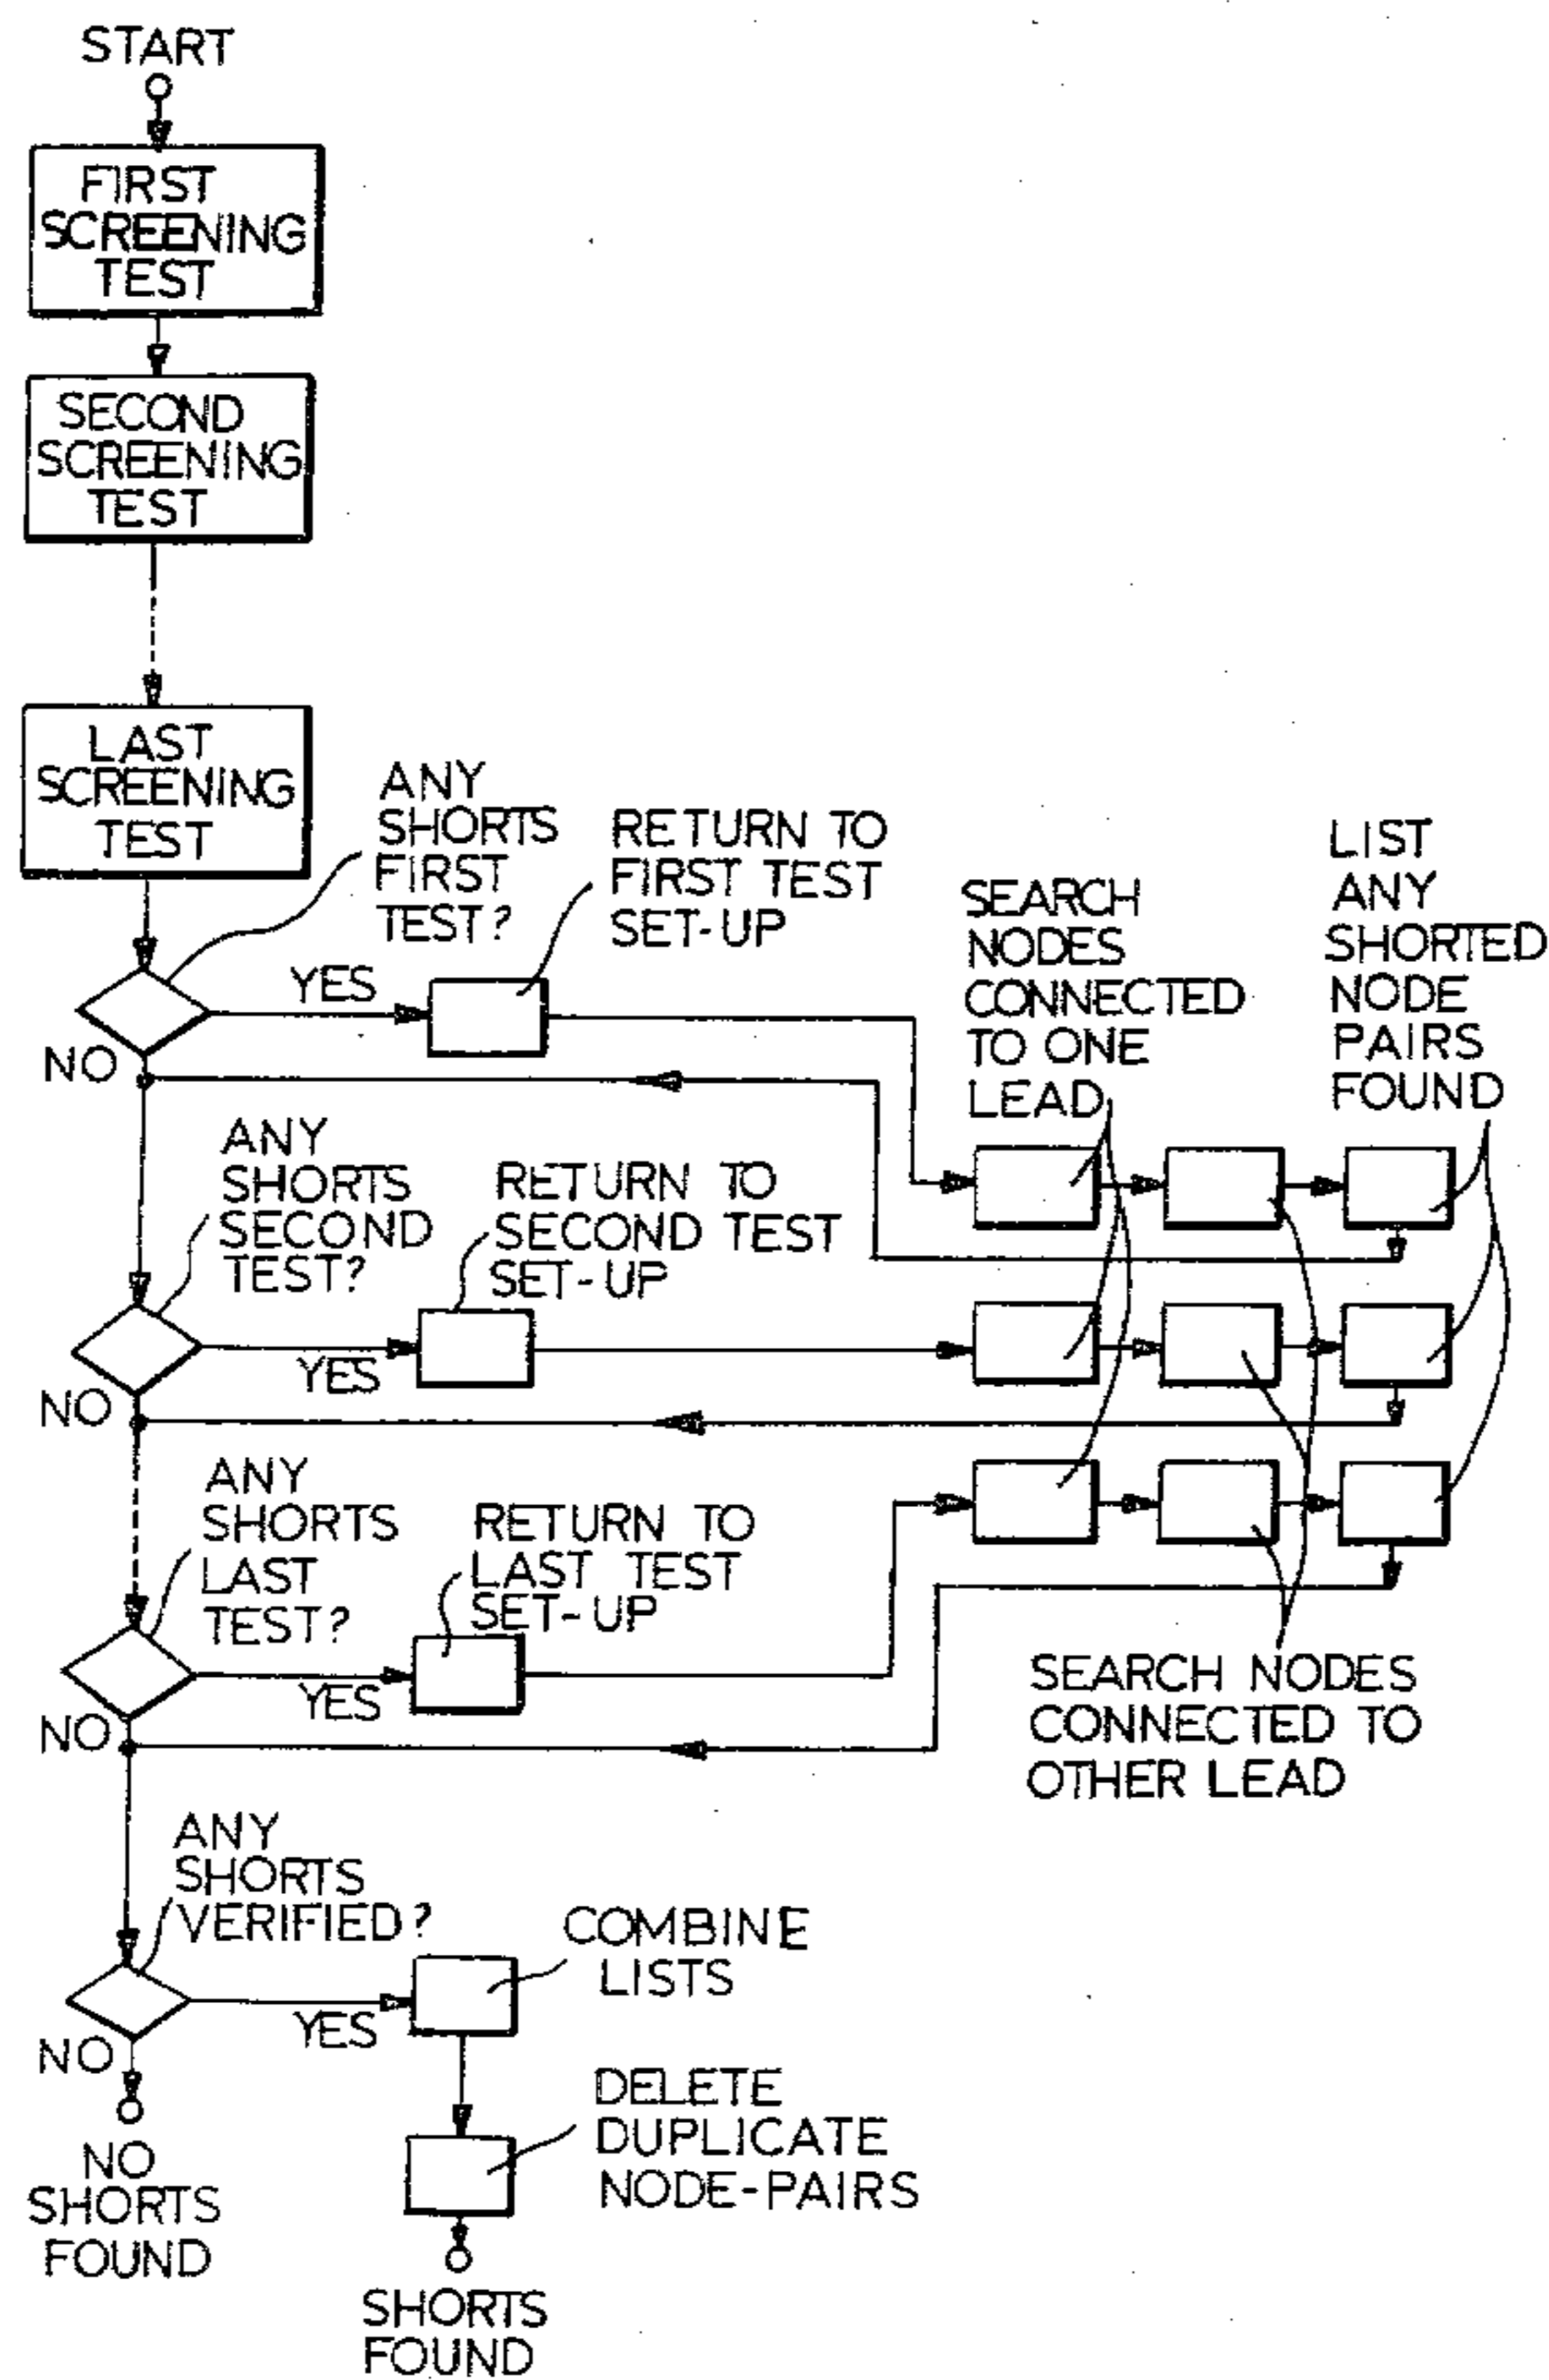 START
FIRST
SCREENING
TEST
SECOND
SCREENING
TEST
LAST
SCREENING
TEST
ANY
SHORTS
FIRST
TEST?
RETURN TO
FIRST TEST
SET-UP
SEARCH
NODES
CONNECTED
TO ONE
LEAD
LIST
ANY
SHORTED
NODE
PAIRS
FOUND
YES
NO
ANY
SHORTS
SECOND
TEST?
RETURN TO
SECOND TEST
SET-UP
YES
NO
ANY
SHORTS
LAST
TEST?
RETURN TO
LAST TEST
SET-UP
YES
NO
SEARCH NODES
CONNECTED TO
OTHER LEAD
ANY
SHORTS
VERIFIED?
COMBINE
LISTS
YES
NO
NO
SHORTS
FOUND
DELETE
DUPLICATE
NODE-PAIRS
SHORTS
FOUND